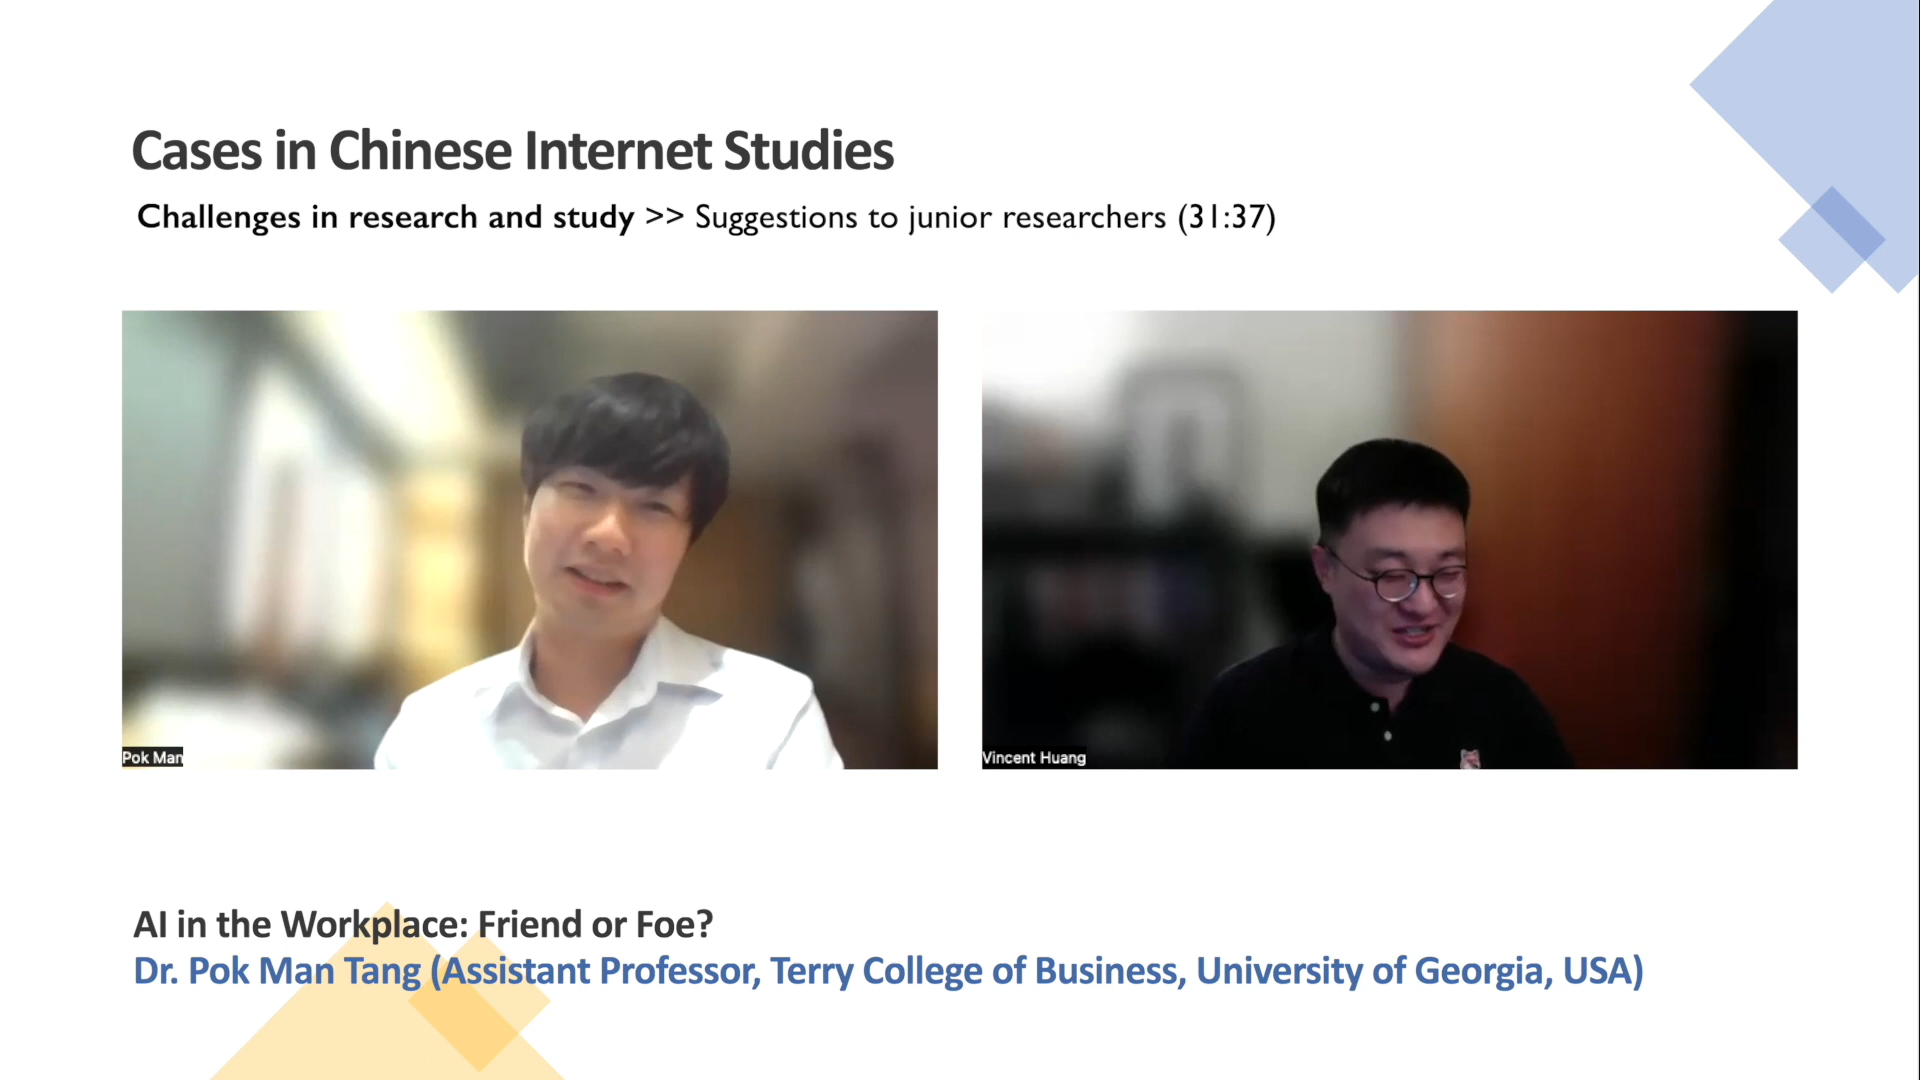 Cases in Chinese Internet Studies
Challenges in research and study >> Suggestions to junior researchers (31:37)
Pok Man
Vincent Huang
AI in the Workplace: Friend or Foe?
Dr. Pok Man Tang (Assistant Professor, Terry College of Business, University of Georgia, USA)